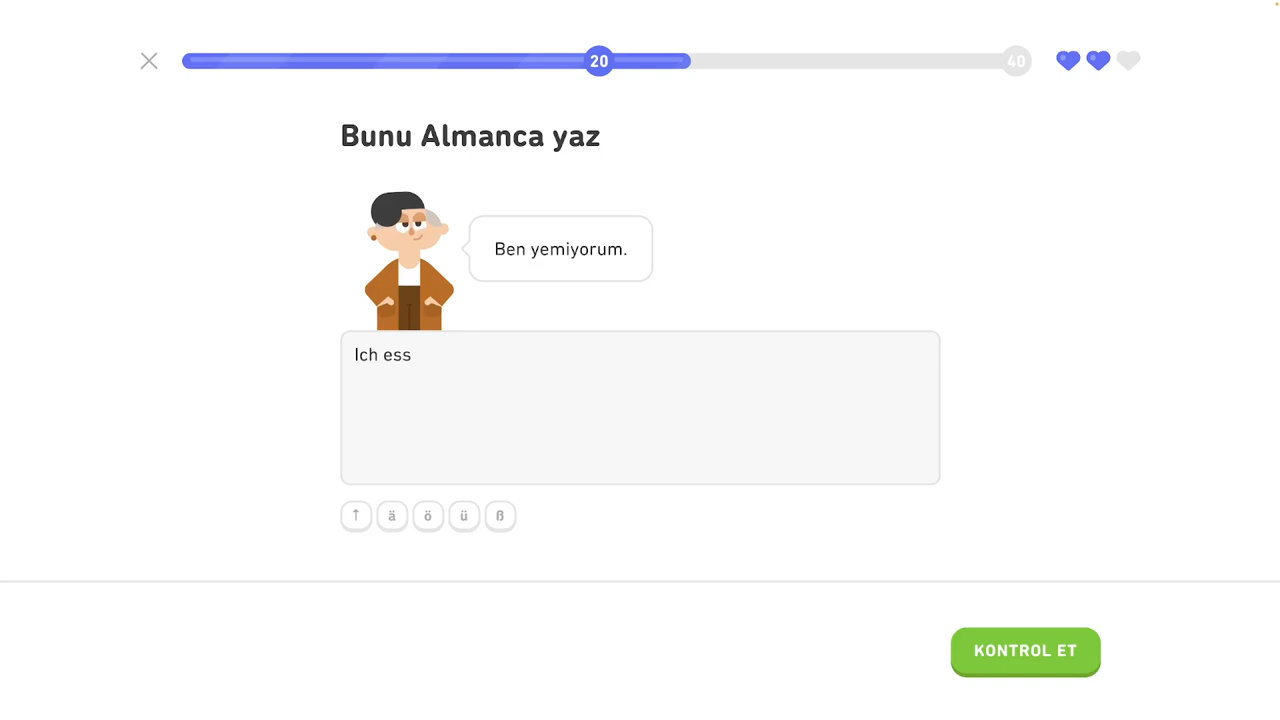 20
40
Bunu Almanca yaz
Ben yemiyorum.
Ich ess
↑ ä ö ü ß
KONTROL ET